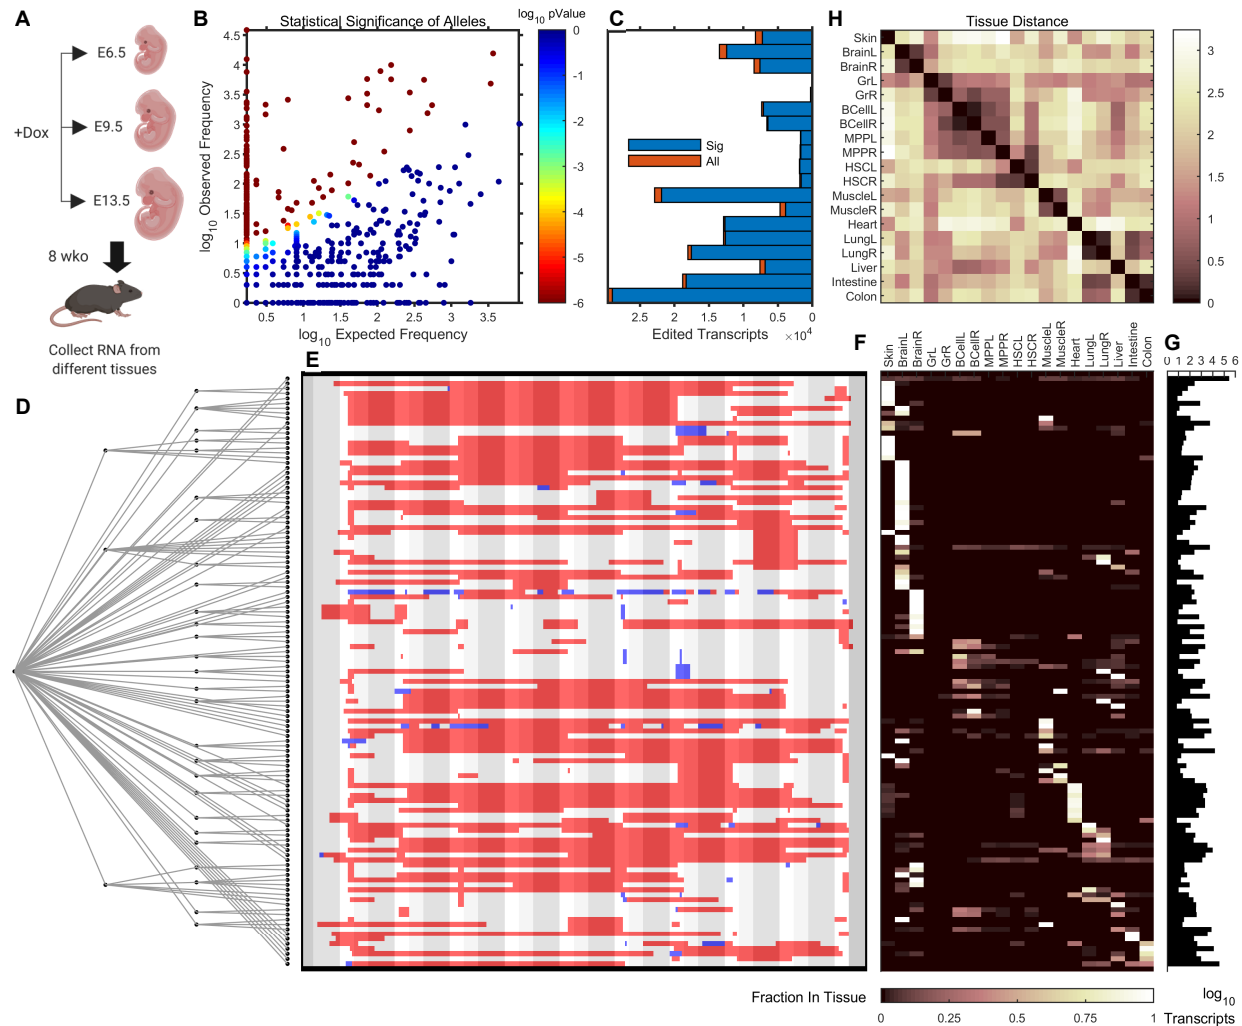 A
+Dox
E6.5
E9.5
E13.5
8 wko
Collect RNA from
different tissues
B
Statistical Significance of Alleles
log10 pValue
log10 Observed Frequency
4.5
4
3.5
3
2.5
2
1.5
1
0.5
0
0.5 1 1.5 2 2.5 3 3.5
log10 Expected Frequency
0
-1
-2
-3
-4
-5
-6
C
Sig
All
2.5 2 1.5 1 0.5 0
Edited Transcripts ×10^4
H
Tissue Distance
Skin
BrainL
BrainR
GrL
GrR
BCellL
BCellR
MPPL
MPPR
HSCL
HSCR
MuscleL
MuscleR
Heart
LungL
LungR
Liver
Intestine
Colon
3
2.5
2
1.5
1
0.5
0
D
E
F
Skin
BrainL
BrainR
GrL
GrR
BCellL
BCellR
MPPL
MPPR
HSCL
HSCR
MuscleL
MuscleR
Heart
LungL
LungR
Liver
Intestine
Colon
G
0 1 2 3 4 5 6
Fraction In Tissue
0 0.25 0.5 0.75 1
log10
Transcripts